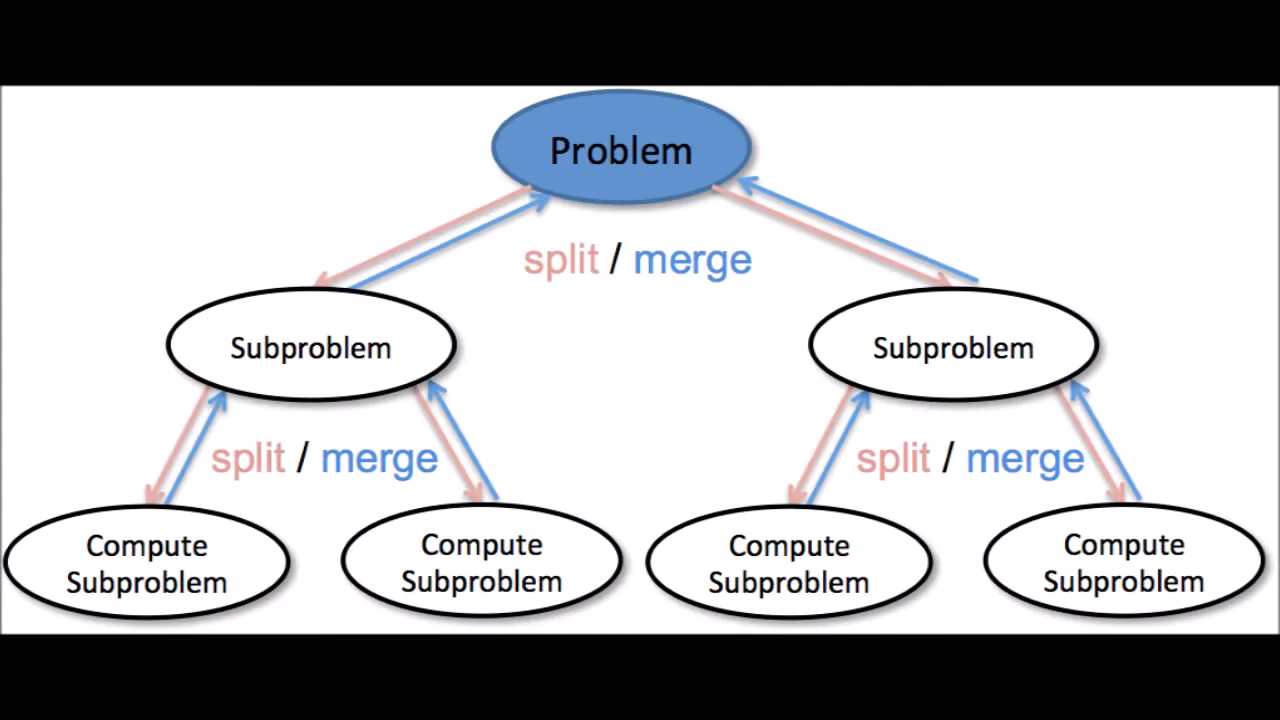 Problem
split / merge
Subproblem
Subproblem
split / merge
split / merge
Compute
Subproblem
Compute
Subproblem
Compute
Subproblem
Compute
Subproblem